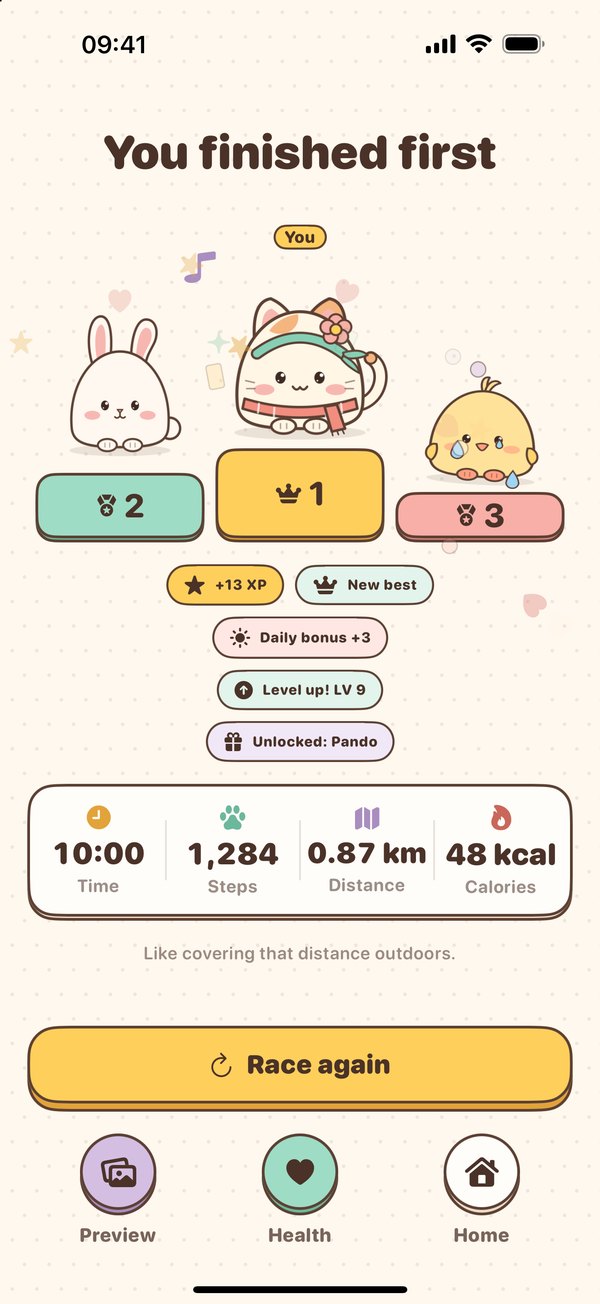 09:41
You finished first
You
2
1
3
+13 XP
New best
Daily bonus +3
Level up! LV 9
Unlocked: Pando
10:00
1,284
0.87 km
48 kcal
Time
Steps
Distance
Calories
Like covering that distance outdoors.
Race again
Preview
Health
Home